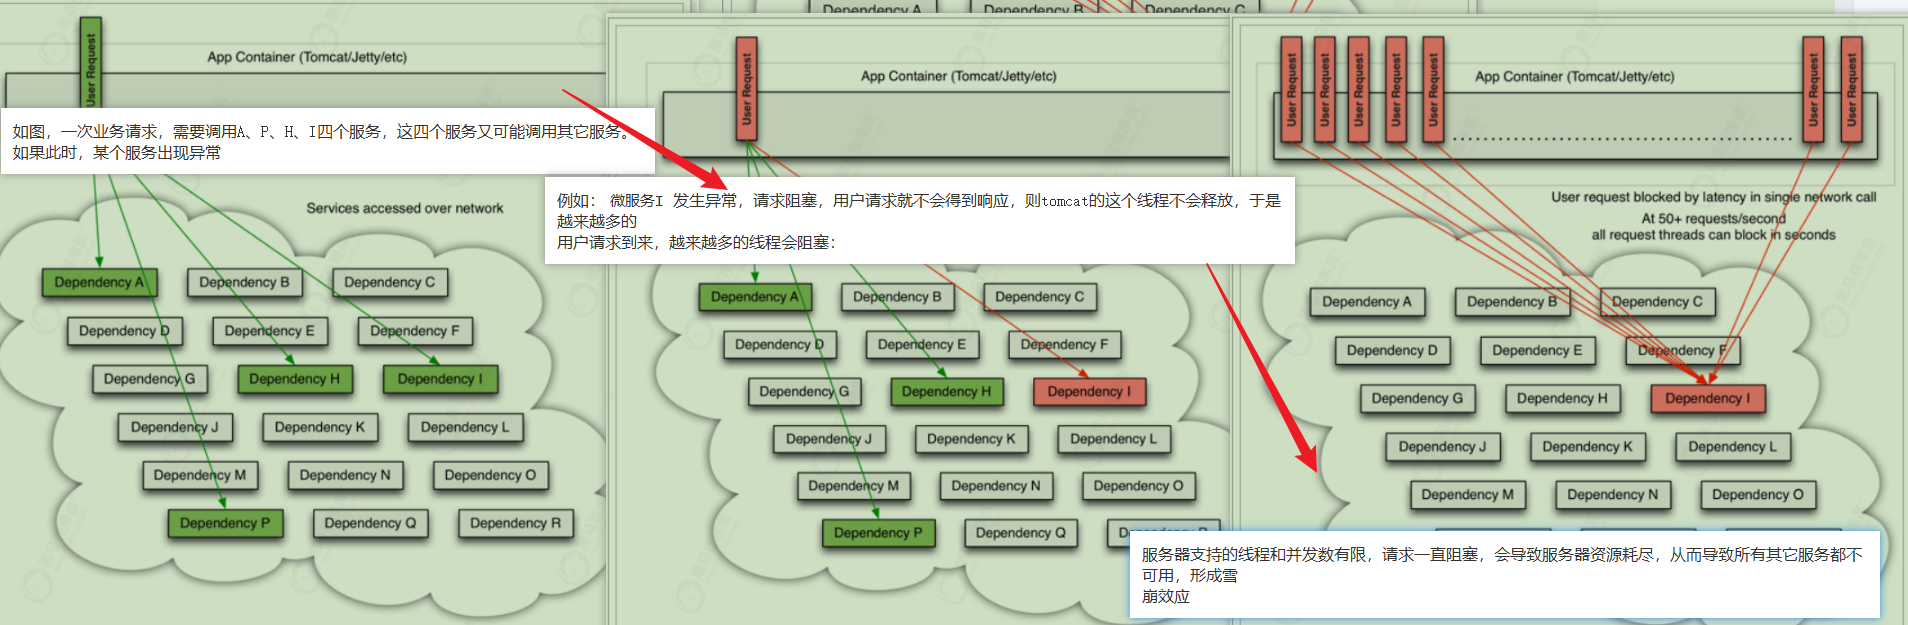 Dependency A
Dependency B
Dependency C
User Request
App Container (Tomcat/Jetty/etc)
如图，一次业务请求，需要调用A、P、H、I四个服务，这四个服务又可能调用其它服务。
如果此时，某个服务出现异常
Services accessed over network
Dependency A
Dependency B
Dependency C
Dependency D
Dependency E
Dependency F
Dependency G
Dependency H
Dependency I
Dependency J
Dependency K
Dependency L
Dependency M
Dependency N
Dependency O
Dependency P
Dependency Q
Dependency R
User Request
App Container (Tomcat/Jetty/etc)
例如： 微服务I 发生异常，请求阻塞，用户请求就不会得到响应，则tomcat的这个线程不会释放，于是
越来越多的
用户请求到来，越来越多的线程会阻塞：
Dependency A
Dependency B
Dependency C
Dependency D
Dependency E
Dependency F
Dependency G
Dependency H
Dependency I
Dependency J
Dependency K
Dependency L
Dependency M
Dependency N
Dependency O
Dependency P
Dependency Q
User Request
User Request
User Request
User Request
User Request
User Request
User Request
App Container (Tomcat/Jetty/etc)
User request blocked by latency in single network call
At 50+ requests/second
all request threads can block in seconds
Dependency A
Dependency B
Dependency C
Dependency D
Dependency E
Dependency F
Dependency G
Dependency H
Dependency I
Dependency J
Dependency K
Dependency L
Dependency M
Dependency N
Dependency O
服务器支持的线程和并发数有限，请求一直阻塞，会导致服务器资源耗尽，从而导致所有其它服务都不
可用，形成雪
崩效应